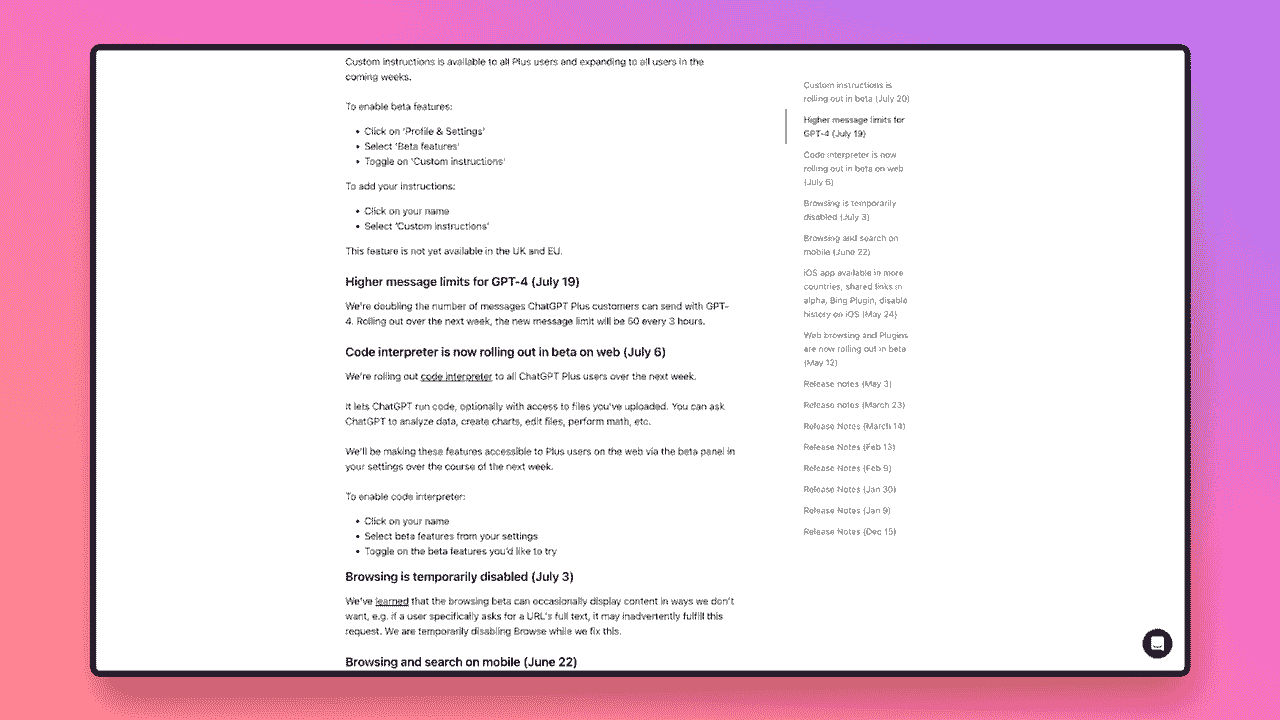 Custom instructions is available to all Plus users and expanding to all users in the
coming weeks.
To enable beta features:
• Click on 'Profile & Settings'
• Select 'Beta features'
• Toggle on 'Custom instructions'
To add your instructions:
• Click on your name
• Select 'Custom instructions'
This feature is not yet available in the UK and EU.
Higher message limits for GPT-4 (July 19)
We're doubling the number of messages ChatGPT Plus customers can send with GPT-
4. Rolling out over the next week, the new message limit will be 50 every 3 hours.
Code interpreter is now rolling out in beta on web (July 6)
We're rolling out code interpreter to all ChatGPT Plus users over the next week.
It lets ChatGPT run code, optionally with access to files you've uploaded. You can ask
ChatGPT to analyze data, create charts, edit files, perform math, etc.
We'll be making these features accessible to Plus users on the web via the beta panel in
your settings over the course of the next week.
To enable code interpreter:
• Click on your name
• Select beta features from your settings
• Toggle on the beta features you'd like to try
Browsing is temporarily disabled (July 3)
We've learned that the browsing beta can occasionally display content in ways we don't
want, e.g. if a user specifically asks for a URL's full text, it may inadvertently fulfill this
request. We are temporarily disabling Browse while we fix this.
Browsing and search on mobile (June 22)
Custom instructions is
rolling out in beta (July 20)
Higher message limits for
GPT-4 (July 19)
Code interpreter is now
rolling out in beta on web
(July 6)
Browsing is temporarily
disabled (July 3)
Browsing and search on
mobile (June 22)
iOS app available in more
countries, shared links in
alpha, Bing Plugin, disable
history on iOS (May 24)
Web browsing and Plugins
are now rolling out in beta
(May 12)
Release notes (May 3)
Release notes (March 23)
Release Notes (March 14)
Release Notes (Feb 13)
Release Notes (Feb 9)
Release Notes (Jan 30)
Release Notes (Jan 9)
Release Notes (Dec 15)